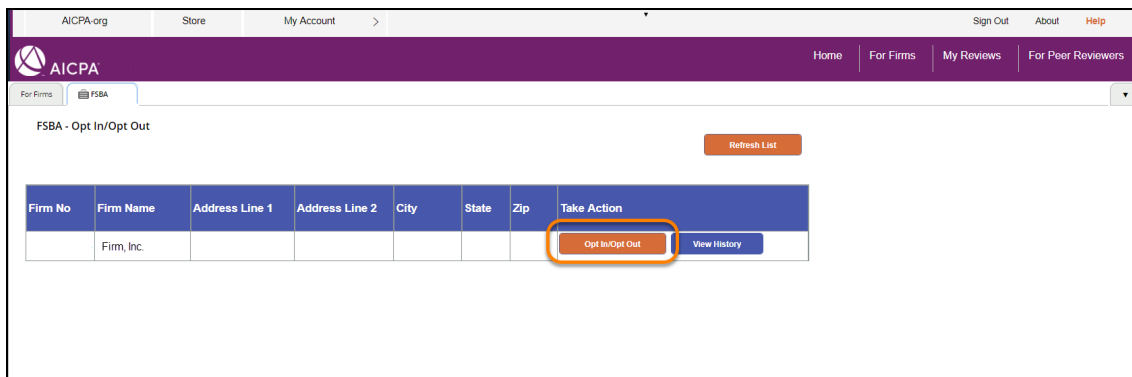 AICPA-org Store My Account Sign Out About Help
AICPA Home For Firms My Reviews For Peer Reviewers
For Firms FSBA
FSBA - Opt In/Opt Out
Refresh List
Firm No Firm Name Address Line 1 Address Line 2 City State Zip Take Action
Firm, Inc. Opt In/Opt Out View History